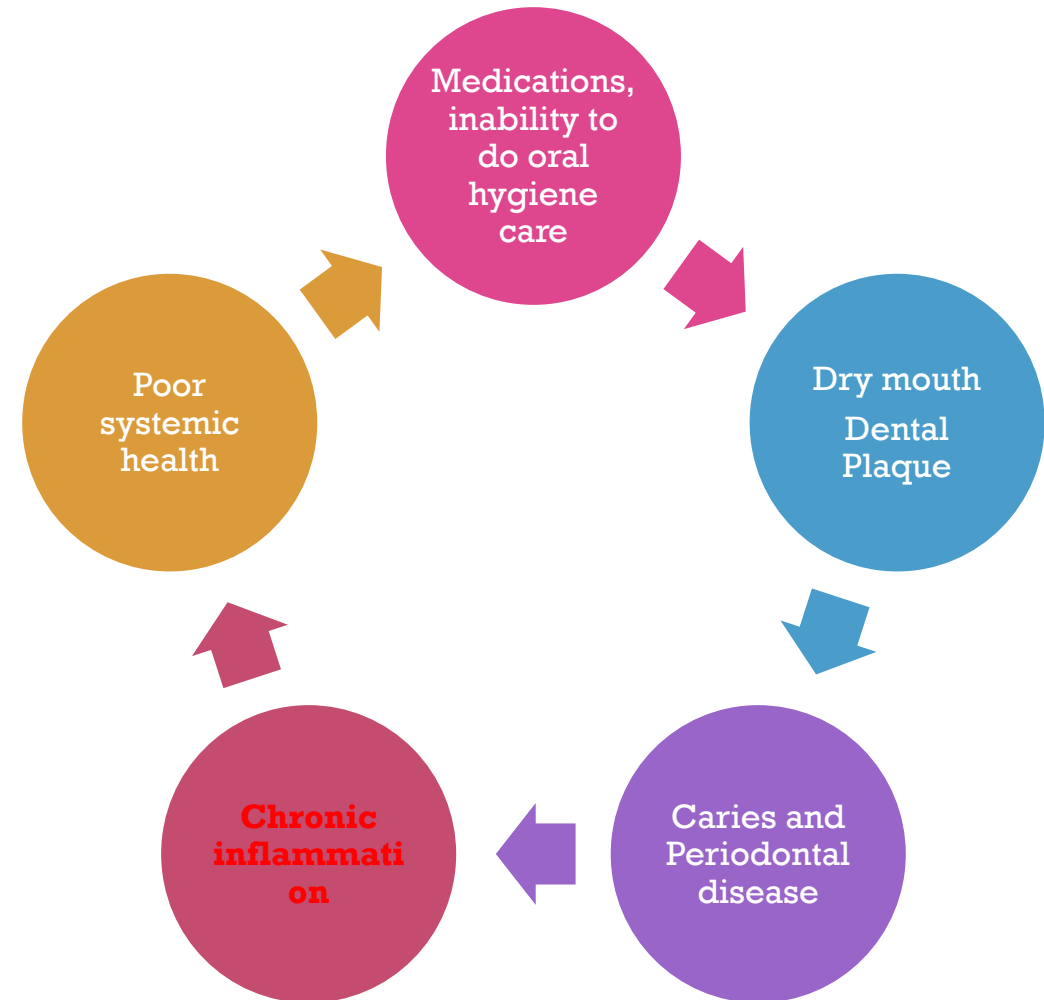 Medications,
inability to
do oral
hygiene
care
Dry mouth
Dental
Plaque
Caries and
Periodontal
disease
Chronic
inflammati
on
Poor
systemic
health